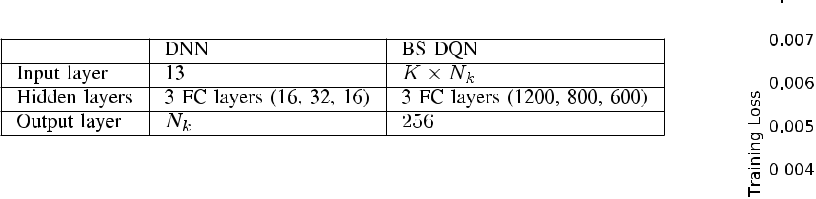 DNN BS DQN
Input layer 13 K × N_k
Hidden layers 3 FC layers (16, 32, 16) 3 FC layers (1200, 800, 600)
Output layer N_k 256
0.007
0.006
0.005
0 004
Training Loss